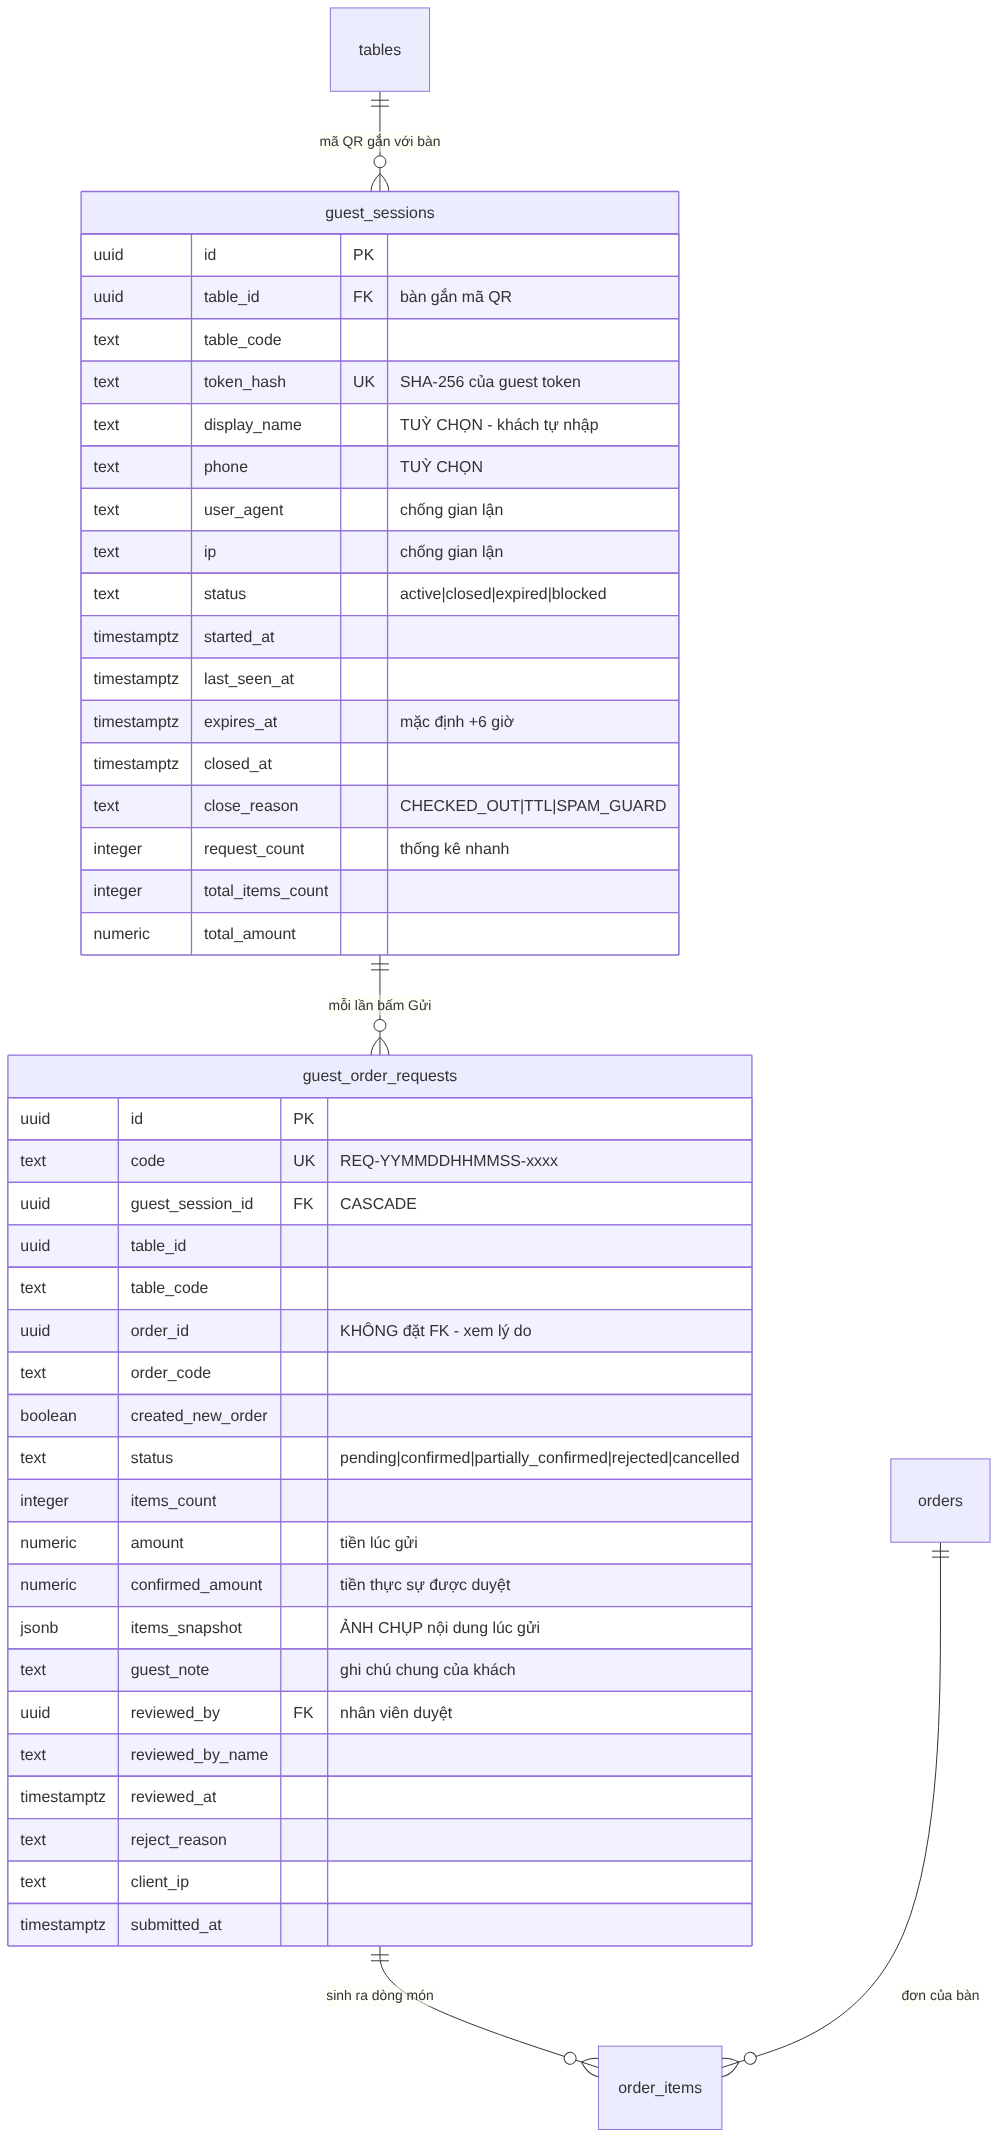 tables
mã QR gắn với bàn
guest_sessions
uuid id PK
uuid table_id FK bàn gắn mã QR
text table_code
text token_hash UK SHA-256 của guest token
text display_name TUỲ CHỌN - khách tự nhập
text phone TUỲ CHỌN
text user_agent chống gian lận
text ip chống gian lận
text status active|closed|expired|blocked
timestamptz started_at
timestamptz last_seen_at
timestamptz expires_at mặc định +6 giờ
timestamptz closed_at
text close_reason CHECKED_OUT|TTL|SPAM_GUARD
integer request_count thống kê nhanh
integer total_items_count
numeric total_amount
mỗi lần bấm Gửi
guest_order_requests
uuid id PK
text code UK REQ-YYMMDDHHMMSS-xxxx
uuid guest_session_id FK CASCADE
uuid table_id
text table_code
uuid order_id KHÔNG đặt FK - xem lý do
text order_code
boolean created_new_order
text status pending|confirmed|partially_confirmed|rejected|cancelled
integer items_count
numeric amount tiền lúc gửi
numeric confirmed_amount tiền thực sự được duyệt
jsonb items_snapshot ẢNH CHỤP nội dung lúc gửi
text guest_note ghi chú chung của khách
uuid reviewed_by FK nhân viên duyệt
text reviewed_by_name
timestamptz reviewed_at
text reject_reason
text client_ip
timestamptz submitted_at
orders
sinh ra dòng món
đơn của bàn
order_items